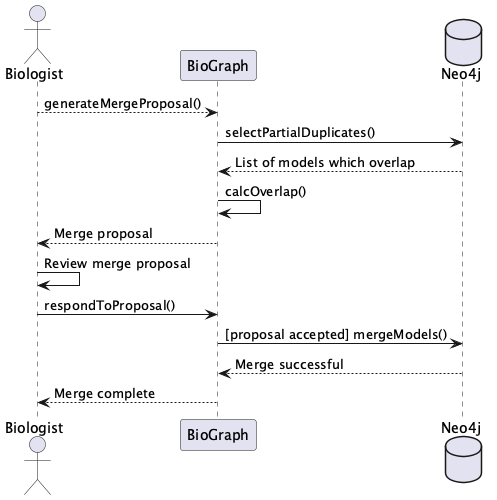 Biologist
BioGraph
Neo4j
generateMergeProposal()
selectPartialDuplicates()
List of models which overlap
calcOverlap()
Merge proposal
Review merge proposal
respondToProposal()
[proposal accepted] mergeModels()
Merge successful
Merge complete
Biologist
BioGraph
Neo4j